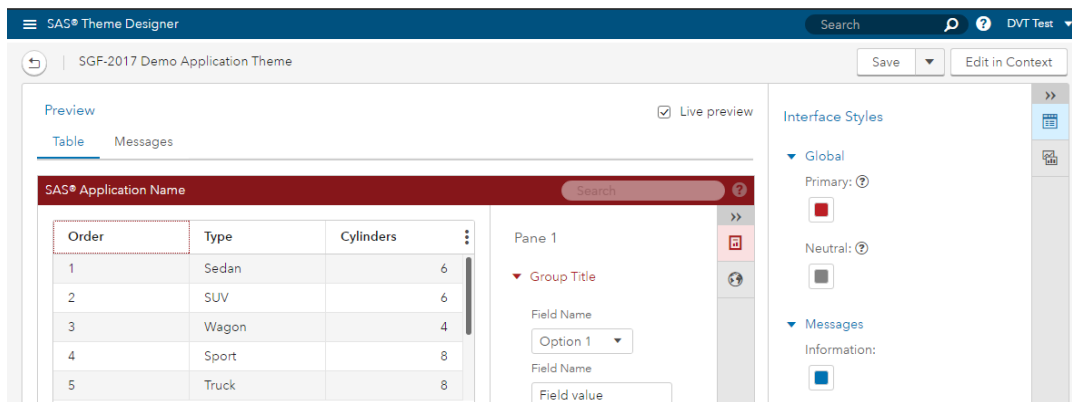 SAS® Theme Designer
Search
DVT Test
SGF-2017 Demo Application Theme
Save
Edit in Context
Preview
Live preview
Table Messages
SAS® Application Name
Search
Order Type Cylinders
1 Sedan 6
2 SUV 6
3 Wagon 4
4 Sport 8
5 Truck 8
Pane 1
Group Title
Field Name
Option 1
Field Name
Field value
Interface Styles
Global
Primary:
Neutral:
Messages
Information: